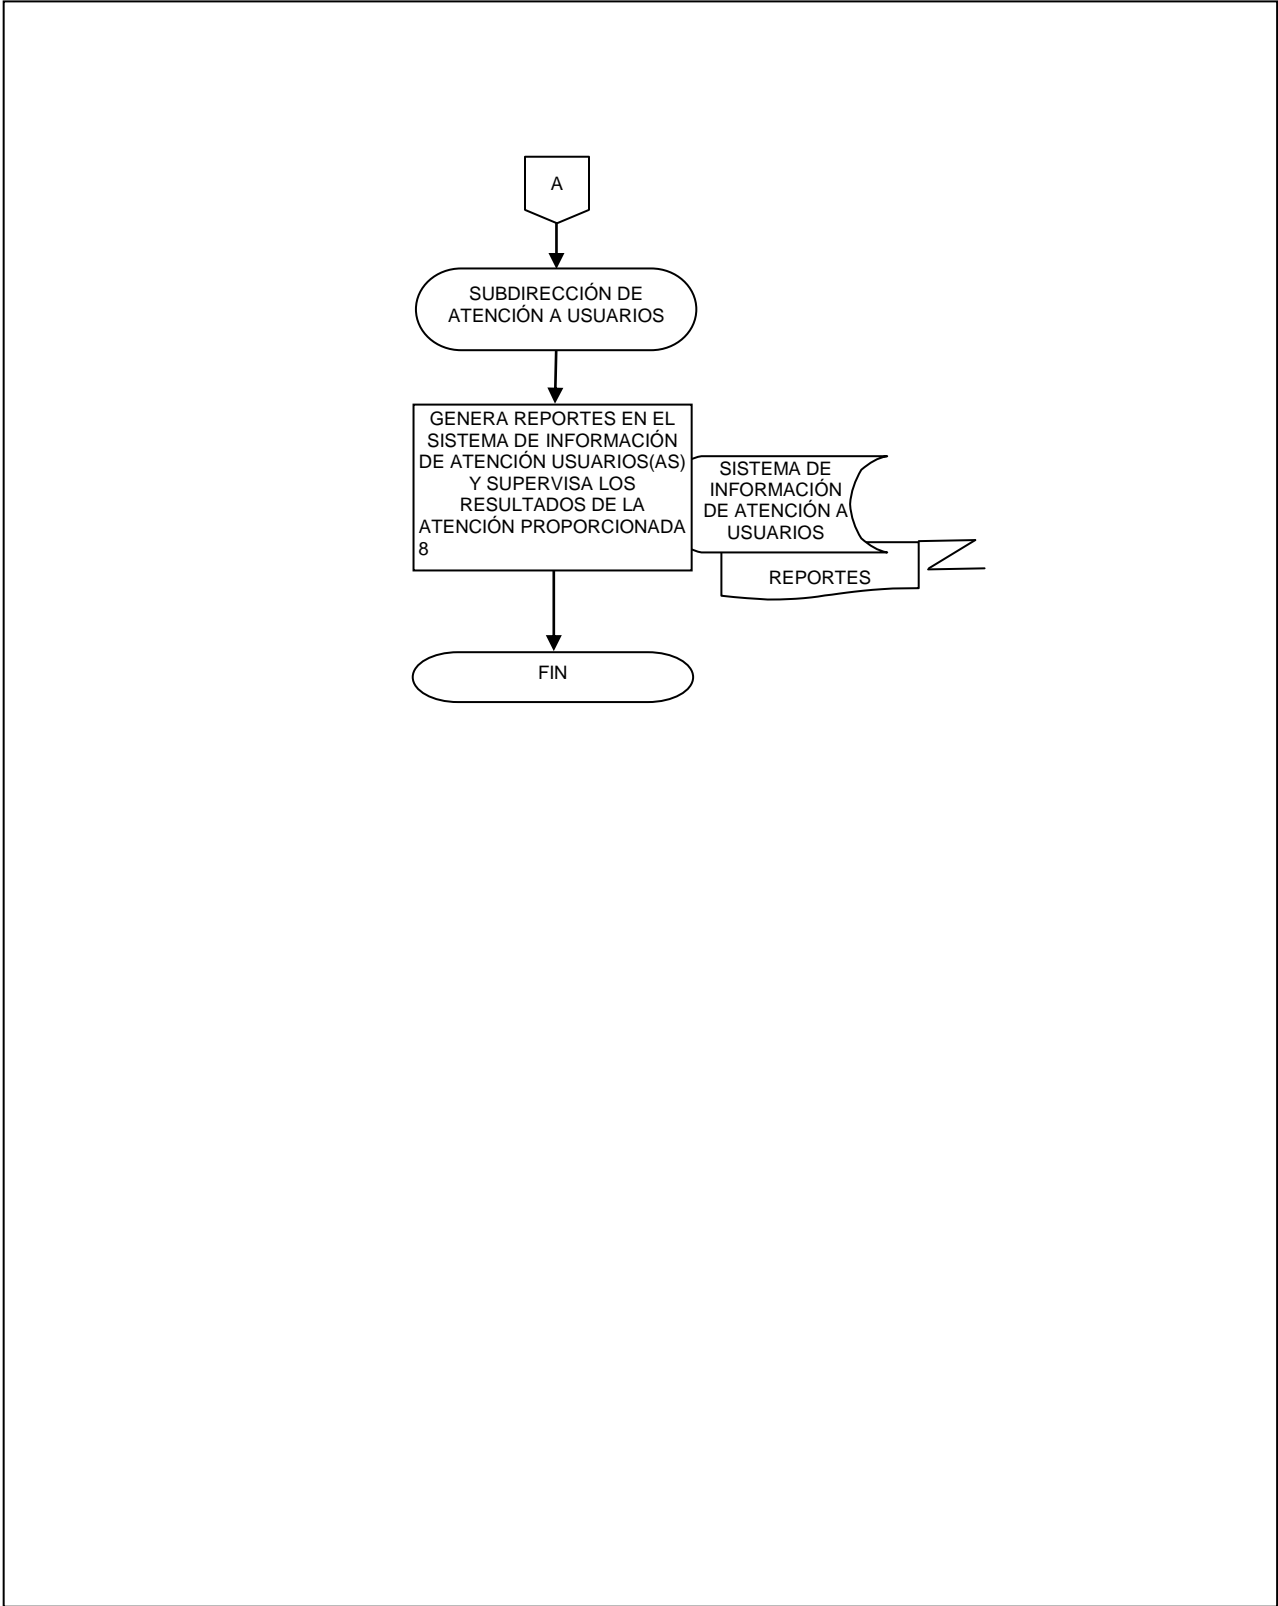 A
SUBDIRECCIÓN DE
ATENCIÓN A USUARIOS
GENERA REPORTES EN EL
SISTEMA DE INFORMACIÓN
DE ATENCIÓN USUARIOS(AS)
Y SUPERVISA LOS
RESULTADOS DE LA
ATENCIÓN PROPORCIONADA
8
SISTEMA DE
INFORMACIÓN
DE ATENCIÓN A
USUARIOS
REPORTES
FIN